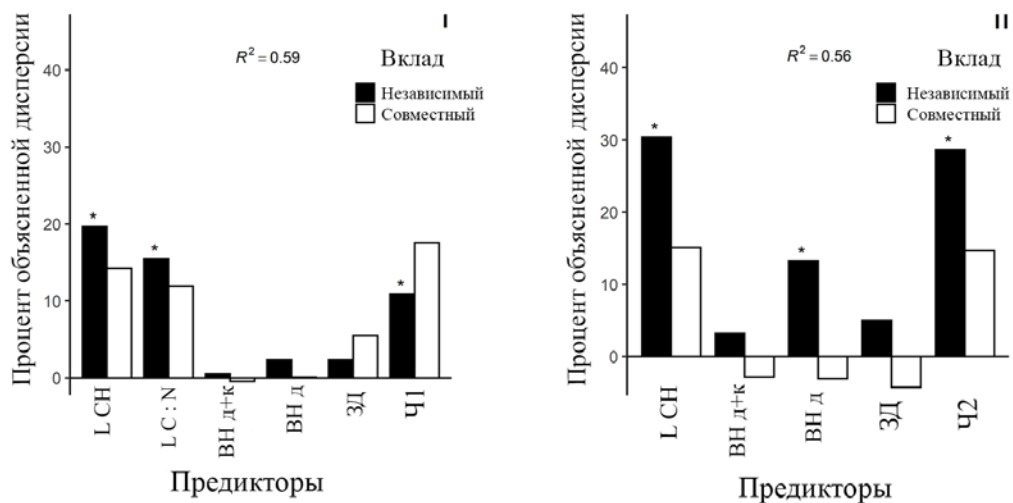 Процент объясненной дисперсии
I
R² = 0.59
Вклад
Независимый
Совместный
40
30
20
10
0
*
*
*
L CH
L C : N
ВН д+к
ВН д
ЗД
Ч1
Предикторы
Процент объясненной дисперсии
II
R² = 0.56
Вклад
Независимый
Совместный
40
30
20
10
0
*
*
*
L CH
ВН д+к
ВН д
ЗД
Ч2
Предикторы